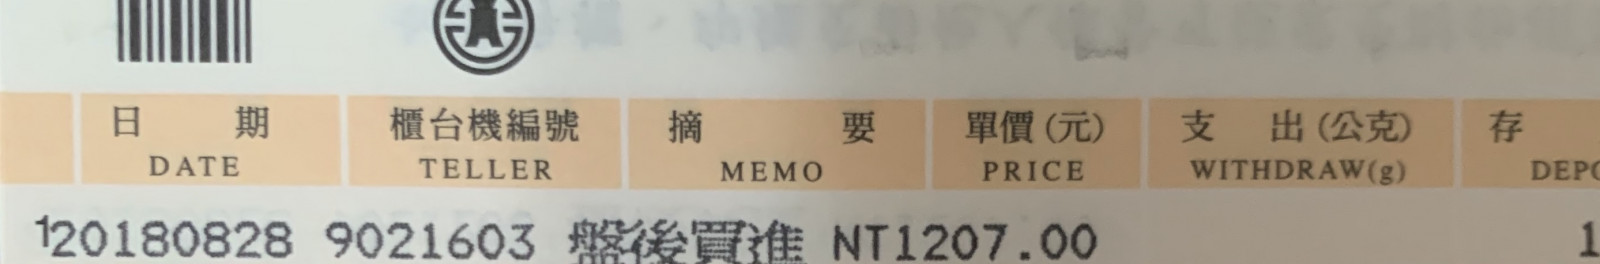 日期 櫃台機編號 摘要 單價(元) 支出(公克) 存
DATE TELLER MEMO PRICE WITHDRAW(g) DEPO
120180828 9021603 盤後買進 NT1207.00 1